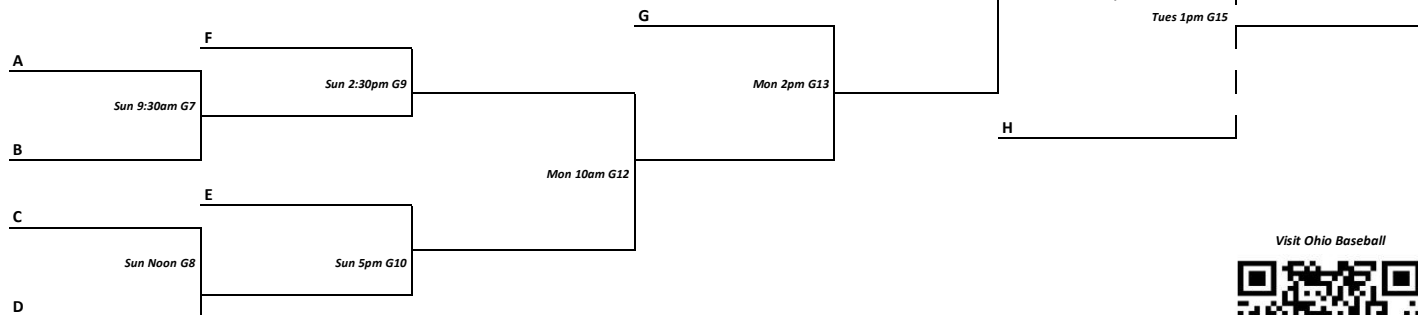 G
Tues 1pm G15
F
A
Sun 2:30pm G9
Mon 2pm G13
Sun 9:30am G7
H
B
Mon 10am G12
E
C
Visit Ohio Baseball
Sun Noon G8
Sun 5pm G10
D